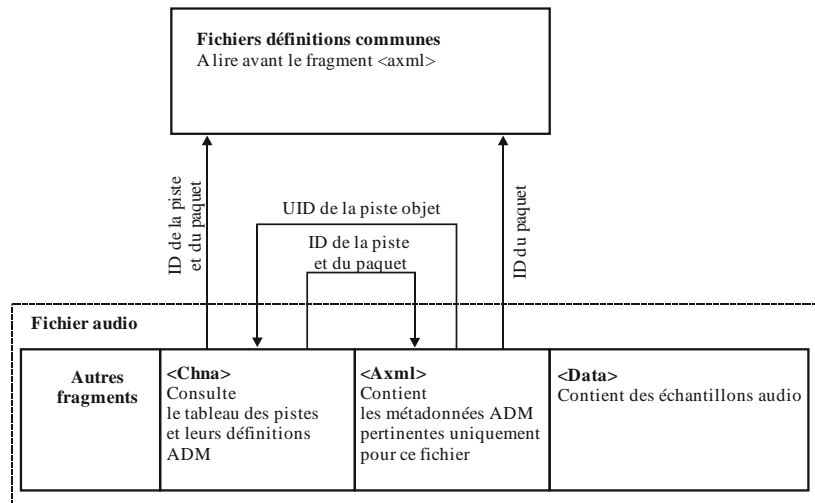 Fichiers définitions communes
A lire avant le fragment <axml>
ID de la piste
et du paquet
UID de la piste objet
ID de la piste
et du paquet
ID du paquet
Fichier audio
Autres
fragments
<Chna>
Consulte
le tableau des pistes
et leurs définitions
ADM
<Axml>
Contient
les métadonnées ADM
pertinentes uniquement
pour ce fichier
<Data>
Contient des échantillons audio